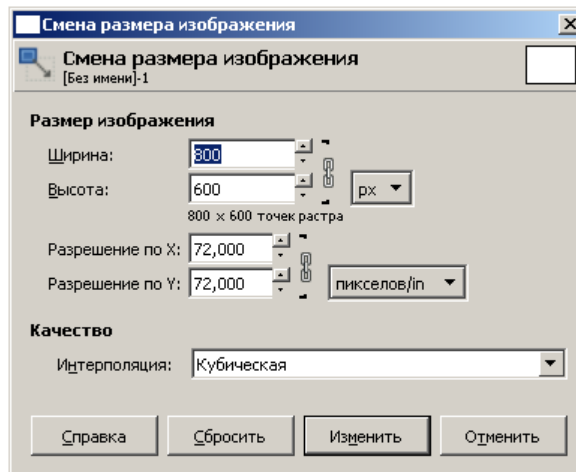 Смена размера изображения
Смена размера изображения
[Без имени]-1
Размер изображения
Ширина: 800
Высота: 600 px
800 × 600 точек растра
Разрешение по X: 72,000
Разрешение по Y: 72,000 пикселов/in
Качество
Интерполяция: Кубическая
Справка Сбросить Изменить Отменить